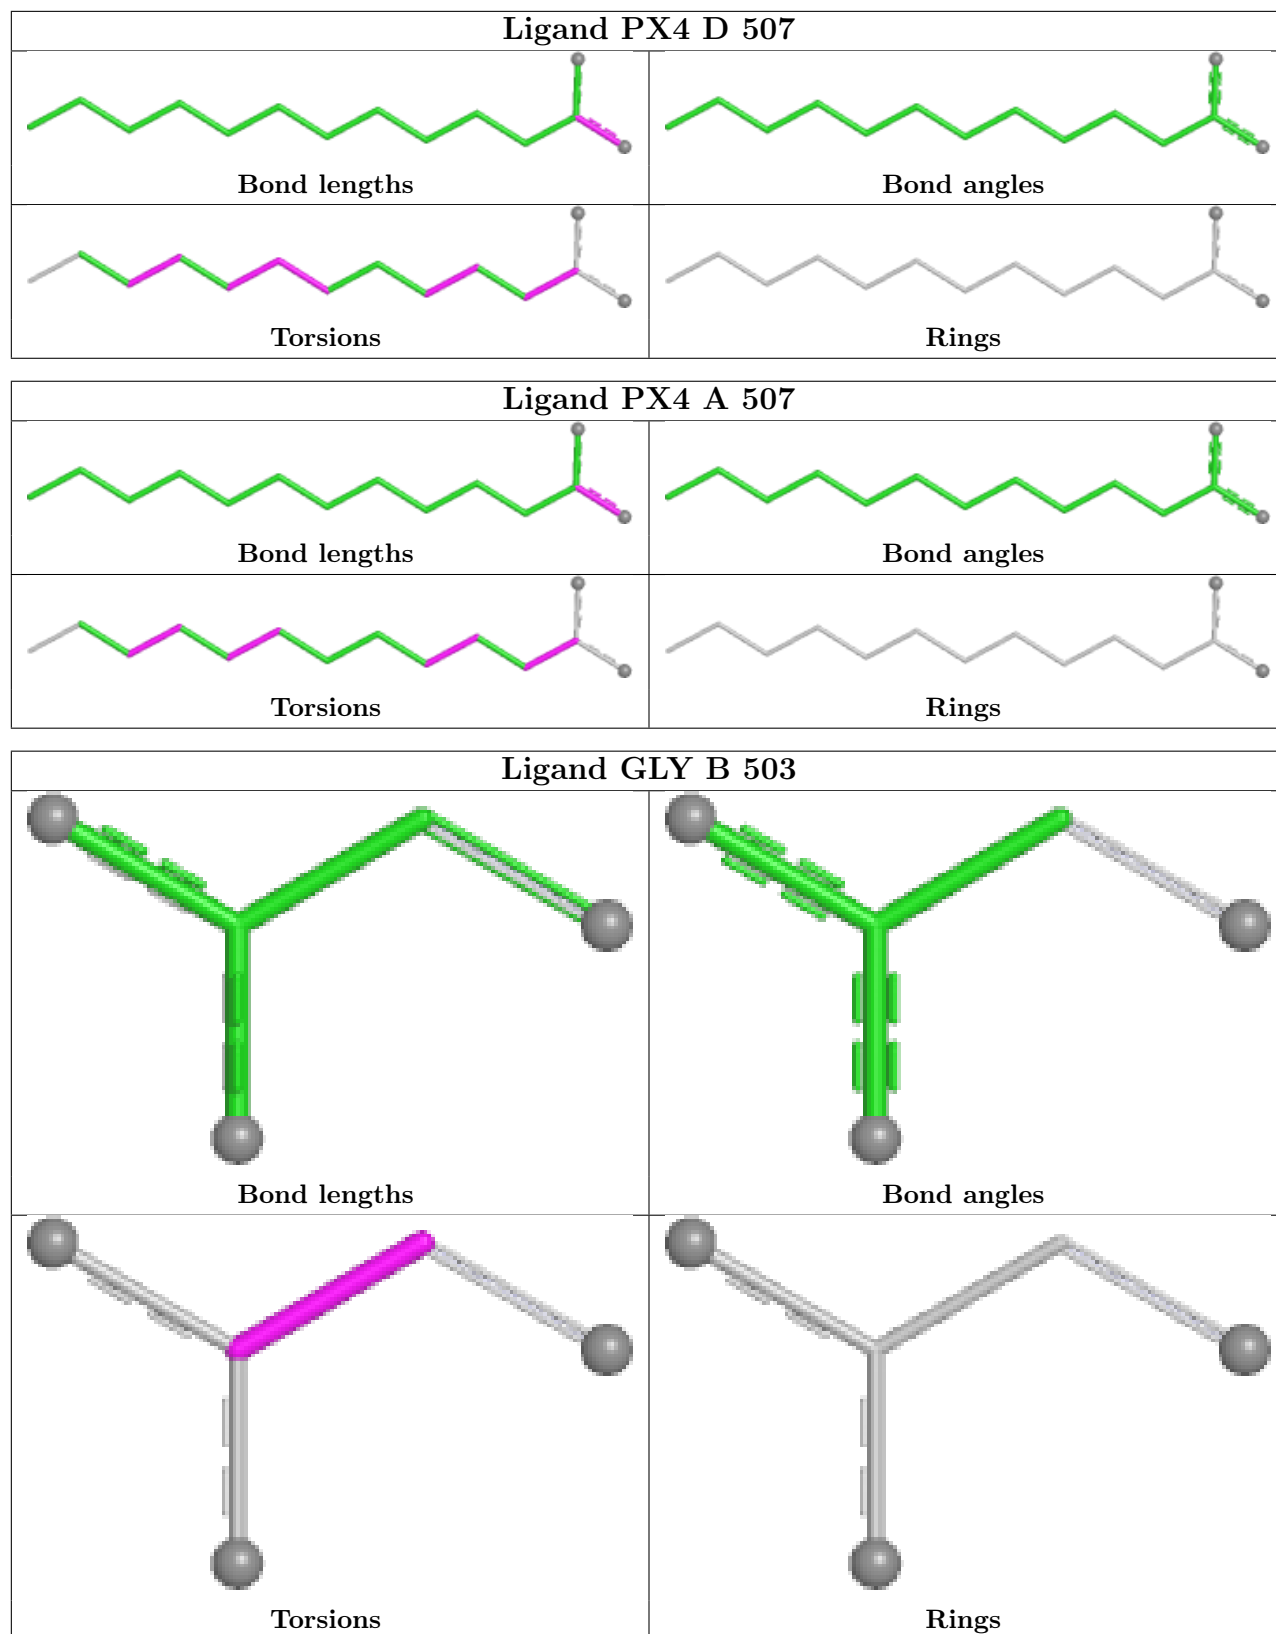 Ligand PX4 D 507
Bond lengths
Bond angles
Torsions
Rings
Ligand PX4 A 507
Bond lengths
Bond angles
Torsions
Rings
Ligand GLY B 503
Bond lengths
Bond angles
Torsions
Rings